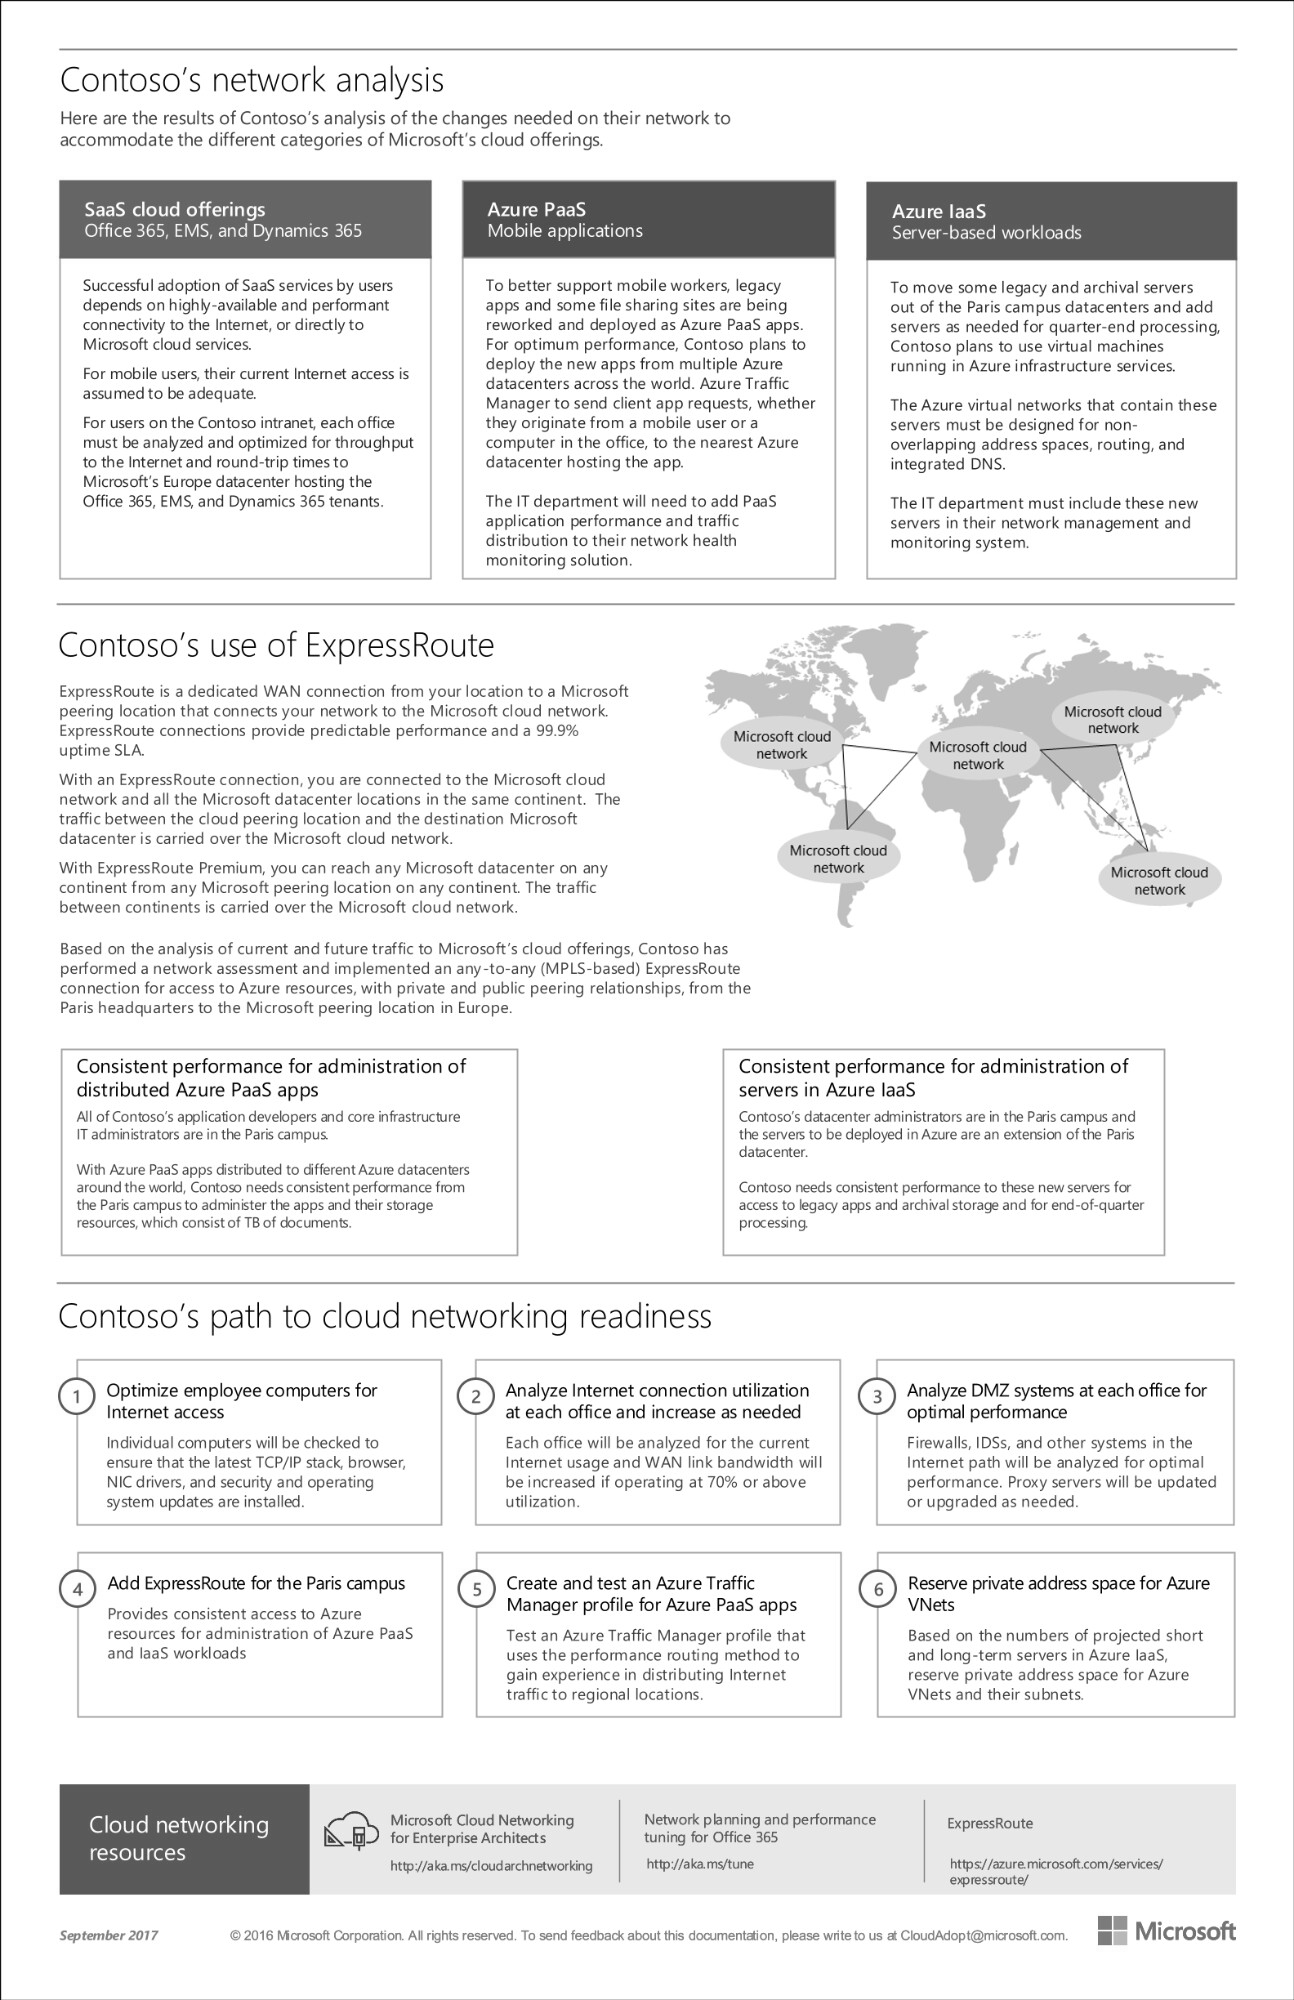 Contoso's network analysis
Here are the results of Contoso's analysis of the changes needed on their network to
accommodate the different categories of Microsoft's cloud offerings.
SaaS cloud offerings
Office 365, EMS, and Dynamics 365
Successful adoption of SaaS services by users
depends on highly-available and performant
connectivity to the Internet, or directly to
Microsoft cloud services.
For mobile users, their current Internet access is
assumed to be adequate.
For users on the Contoso intranet, each office
must be analyzed and optimized for throughput
to the Internet and round-trip times to
Microsoft's Europe datacenter hosting the
Office 365, EMS, and Dynamics 365 tenants.
Azure PaaS
Mobile applications
To better support mobile workers, legacy
apps and some file sharing sites are being
reworked and deployed as Azure PaaS apps.
For optimum performance, Contoso plans to
deploy the new apps from multiple Azure
datacenters across the world. Azure Traffic
Manager to send client app requests, whether
they originate from a mobile user or a
computer in the office, to the nearest Azure
datacenter hosting the app.
The IT department will need to add PaaS
application performance and traffic
distribution to their network health
monitoring solution.
Azure IaaS
Server-based workloads
To move some legacy and archival servers
out of the Paris campus datacenters and add
servers as needed for quarter-end processing,
Contoso plans to use virtual machines
running in Azure infrastructure services.
The Azure virtual networks that contain these
servers must be designed for non-
overlapping address spaces, routing, and
integrated DNS.
The IT department must include these new
servers in their network management and
monitoring system.
Contoso's use of ExpressRoute
ExpressRoute is a dedicated WAN connection from your location to a Microsoft
peering location that connects your network to the Microsoft cloud network.
ExpressRoute connections provide predictable performance and a 99.9%
uptime SLA.
With an ExpressRoute connection, you are connected to the Microsoft cloud
network and all the Microsoft datacenter locations in the same continent.  The
traffic between the cloud peering location and the destination Microsoft
datacenter is carried over the Microsoft cloud network.
With ExpressRoute Premium, you can reach any Microsoft datacenter on any
continent from any Microsoft peering location on any continent. The traffic
between continents is carried over the Microsoft cloud network.
Based on the analysis of current and future traffic to Microsoft's cloud offerings, Contoso has
performed a network assessment and implemented an any-to-any (MPLS-based) ExpressRoute
connection for access to Azure resources, with private and public peering relationships, from the
Paris headquarters to the Microsoft peering location in Europe.
Microsoft cloud
network
Microsoft cloud
network
Microsoft cloud
network
Microsoft cloud
network
Microsoft cloud
network
Consistent performance for administration of
distributed Azure PaaS apps
All of Contoso's application developers and core infrastructure
IT administrators are in the Paris campus.
With Azure PaaS apps distributed to different Azure datacenters
around the world, Contoso needs consistent performance from
the Paris campus to administer the apps and their storage
resources, which consist of TB of documents.
Consistent performance for administration of
servers in Azure IaaS
Contoso's datacenter administrators are in the Paris campus and
the servers to be deployed in Azure are an extension of the Paris
datacenter.
Contoso needs consistent performance to these new servers for
access to legacy apps and archival storage and for end-of-quarter
processing.
Contoso's path to cloud networking readiness
1
Optimize employee computers for
Internet access
Individual computers will be checked to
ensure that the latest TCP/IP stack, browser,
NIC drivers, and security and operating
system updates are installed.
2
Analyze Internet connection utilization
at each office and increase as needed
Each office will be analyzed for the current
Internet usage and WAN link bandwidth will
be increased if operating at 70% or above
utilization.
3
Analyze DMZ systems at each office for
optimal performance
Firewalls, IDSs, and other systems in the
Internet path will be analyzed for optimal
performance. Proxy servers will be updated
or upgraded as needed.
4
Add ExpressRoute for the Paris campus
Provides consistent access to Azure
resources for administration of Azure PaaS
and IaaS workloads
5
Create and test an Azure Traffic
Manager profile for Azure PaaS apps
Test an Azure Traffic Manager profile that
uses the performance routing method to
gain experience in distributing Internet
traffic to regional locations.
6
Reserve private address space for Azure
VNets
Based on the numbers of projected short
and long-term servers in Azure IaaS,
reserve private address space for Azure
VNets and their subnets.
Cloud networking
resources
Microsoft Cloud Networking
for Enterprise Architects
http://aka.ms/cloudarchnetworking
Network planning and performance
tuning for Office 365
http://aka.ms/tune
ExpressRoute
https://azure.microsoft.com/services/
expressroute/
September 2017
© 2016 Microsoft Corporation. All rights reserved. To send feedback about this documentation, please write to us at CloudAdopt@microsoft.com.
Microsoft